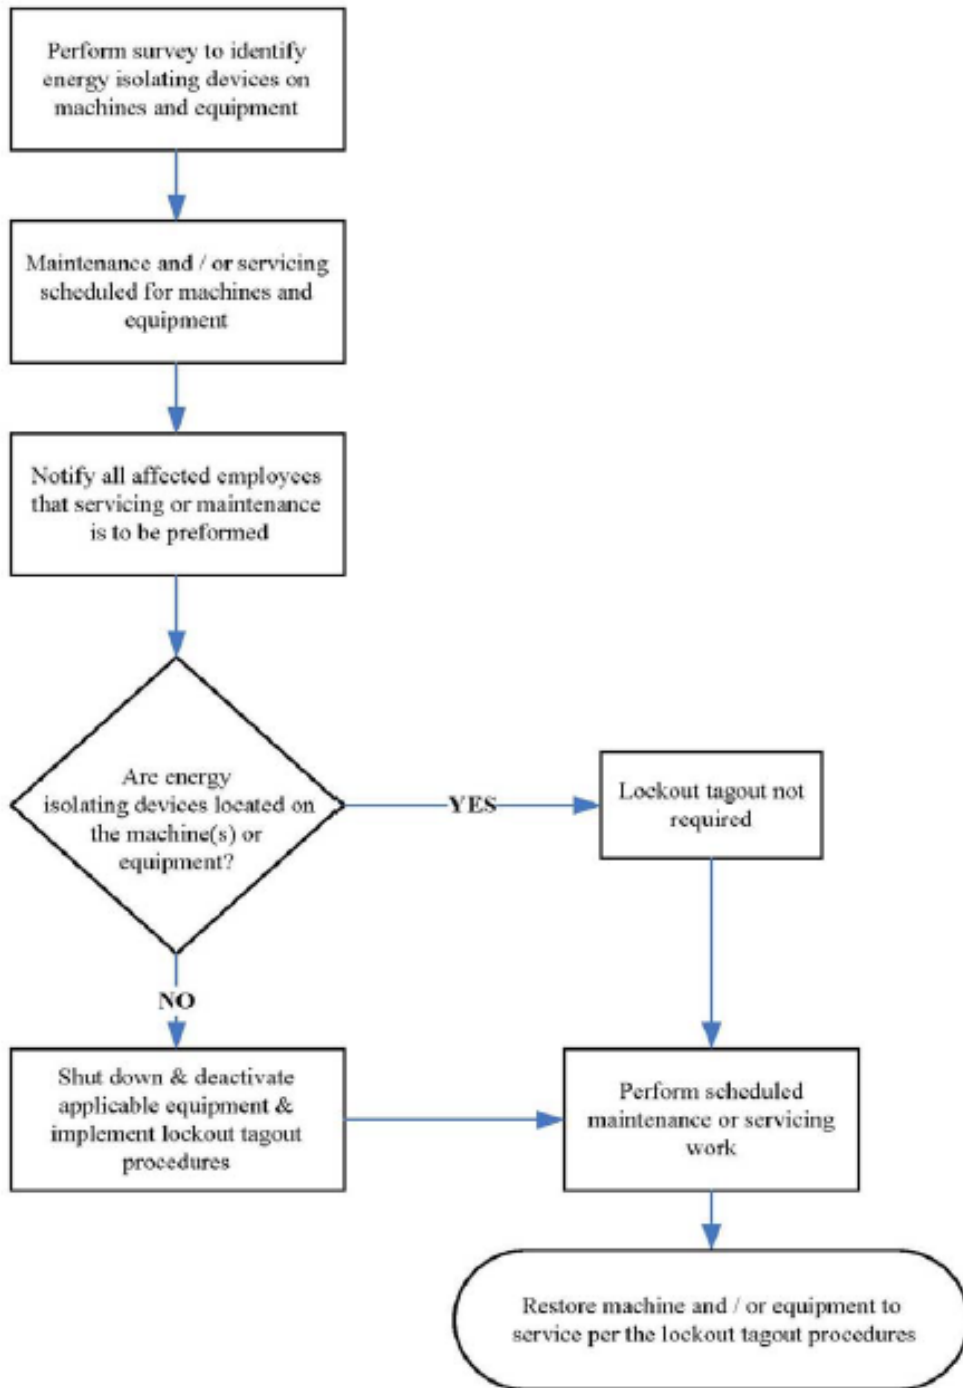 Perform survey to identify
energy isolating devices on
machines and equipment
Maintenance and / or servicing
scheduled for machines and
equipment
Notify all affected employees
that servicing or maintenance
is to be preformed
Are energy
isolating devices located on
the machine(s) or
equipment?
YES
Lockout tagout not
required
NO
Shut down & deactivate
applicable equipment &
implement lockout tagout
procedures
Perform scheduled
maintenance or servicing
work
Restore machine and / or equipment to
service per the lockout tagout procedures